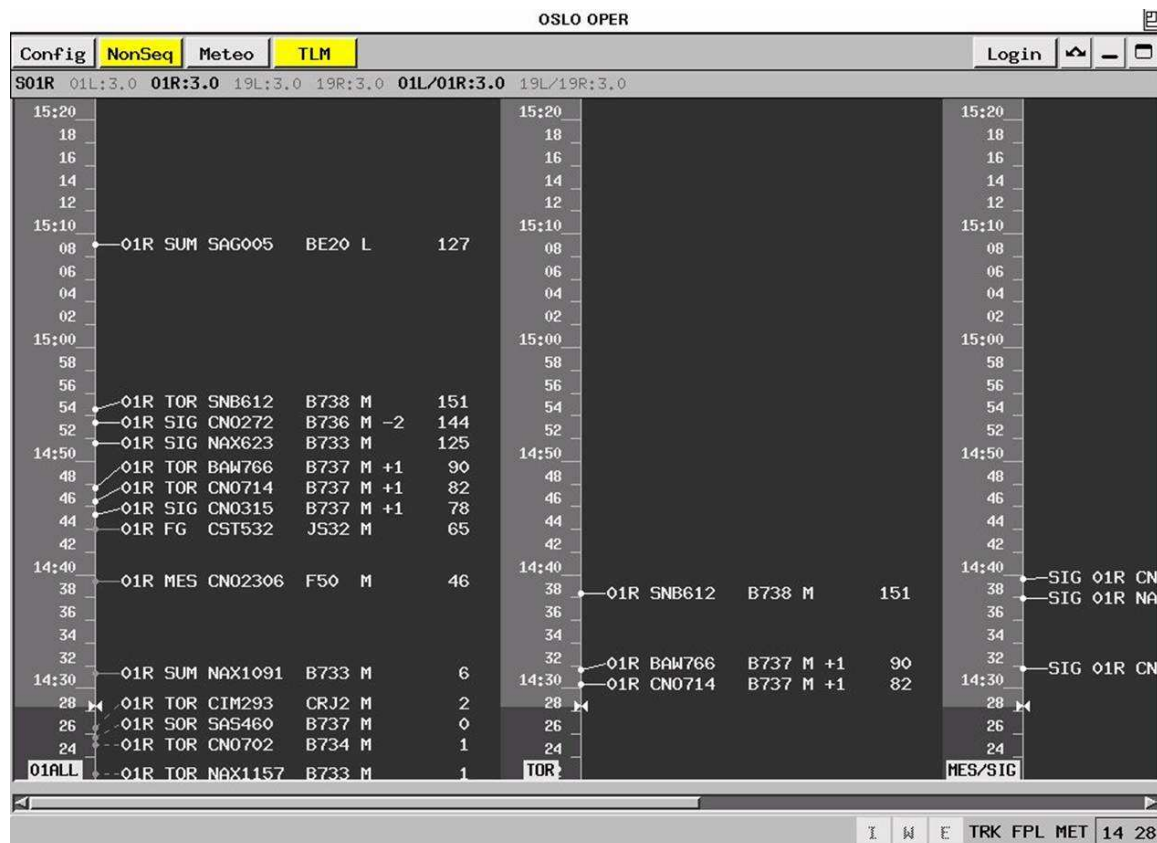 OSLO OPER
Config NonSeq Meteo TLM Login
S01R 01L:3.0 01R:3.0 19L:3.0 19R:3.0 01L/01R:3.0 19L/19R:3.0
15:20 15:20 15:20
18 18 18
16 16 16
14 14 14
12 12 12
15:10 15:10 15:10
08 01R SUM SAG005 BE20 L 127 08 08
06 06 06
04 04 04
02 02 02
15:00 15:00 15:00
58 58 58
56 56 56
54 01R TOR SNB612 B738 M 151 54 54
01R SIG CNO272 B736 M -2 144
52 52 52
01R SIG NAX623 B733 M 125
14:50 14:50 14:50
01R TOR BAW766 B737 M +1 90
48 48 48
01R TOR CNO714 B737 M +1 82
46 46 46
01R SIG CNO315 B737 M +1 78
44 01R FG CST532 JS32 M 65 44 44
42 42 42
14:40 14:40 14:40
01R MES CNO2306 F50 M 46 SIG 01R CN
38 38 01R SNB612 B738 M 151 38 SIG 01R NA
36 36 36
34 34 34
32 32 01R BAW766 B737 M +1 90 32 SIG 01R CN
01R SUM NAX1091 B733 M 6
14:30 14:30 01R CNO714 B737 M +1 82 14:30
28 01R TOR CIM293 CRJ2 M 2 28 28
26 01R SOR SAS460 B737 M 0 26 26
24 01R TOR CNO702 B734 M 1 24 24
01ALL 01R TOR NAX1157 B733 M 1 TOR MES/SIG
I W E TRK FPL MET 14 28